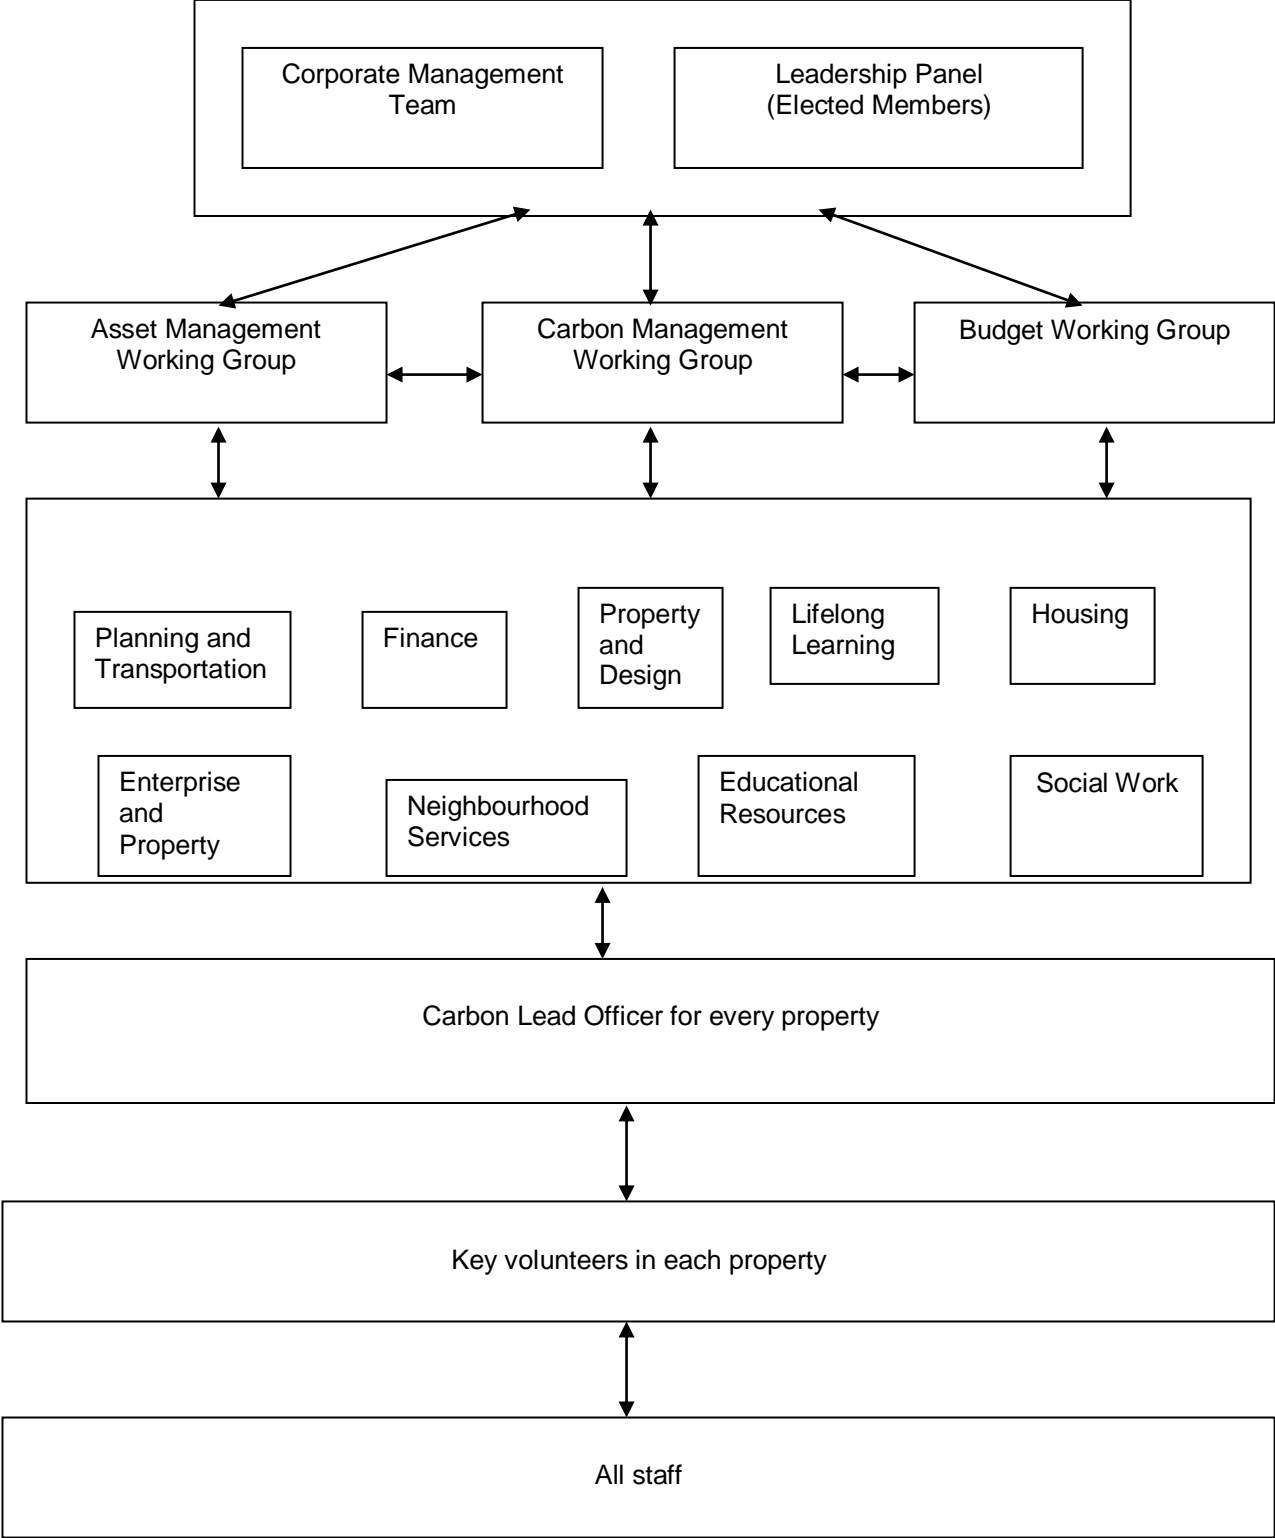 Corporate Management
Team
Leadership Panel
(Elected Members)
Asset Management
Working Group
Carbon Management
Working Group
Budget Working Group
Planning and
Transportation
Finance
Property
and
Design
Lifelong
Learning
Housing
Enterprise
and
Property
Neighbourhood
Services
Educational
Resources
Social Work
Carbon Lead Officer for every property
Key volunteers in each property
All staff